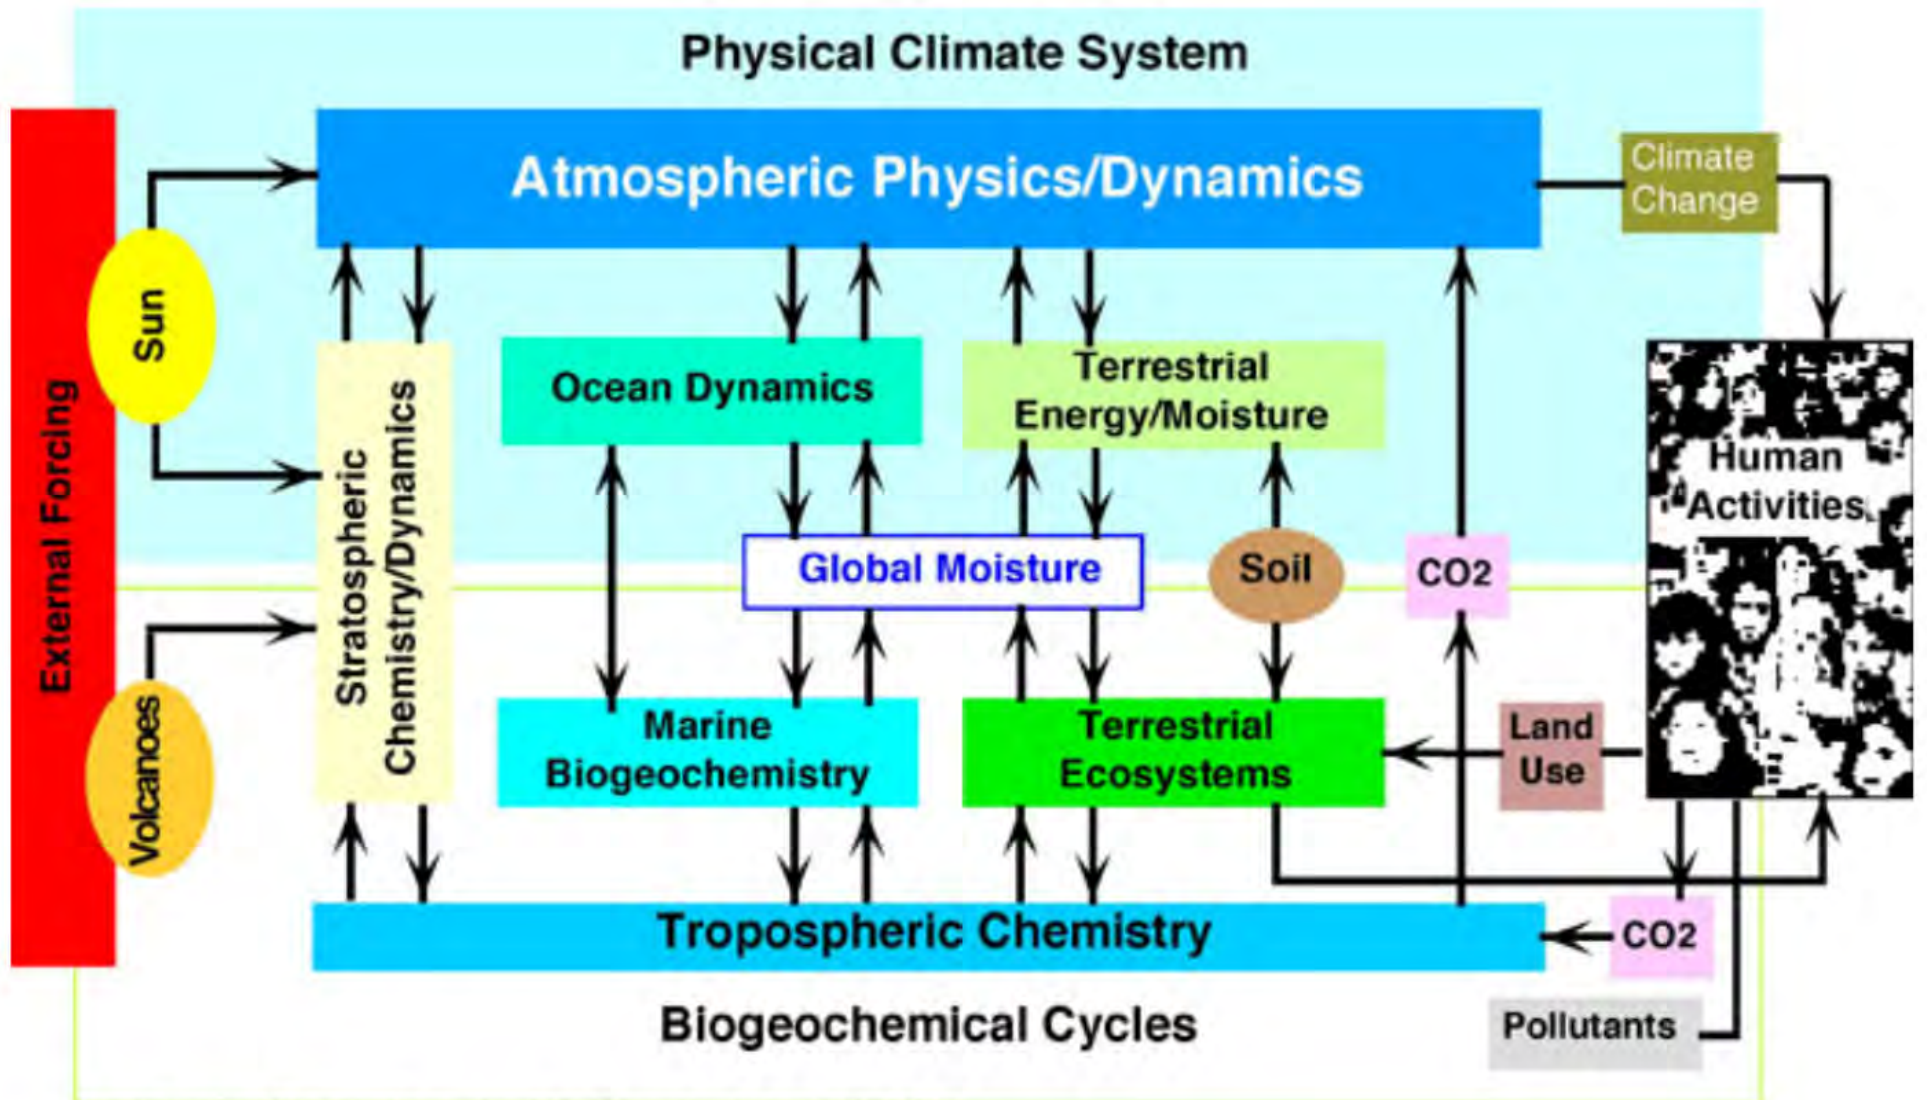 Physical Climate System
Atmospheric Physics/Dynamics
Climate
Change
External Forcing
Sun
Volcanoes
Stratospheric
Chemistry/Dynamics
Ocean Dynamics
Terrestrial
Energy/Moisture
Human
Activities
Global Moisture
Soil
CO2
Marine
Biogeochemistry
Terrestrial
Ecosystems
Land
Use
Tropospheric Chemistry
CO2
Biogeochemical Cycles
Pollutants